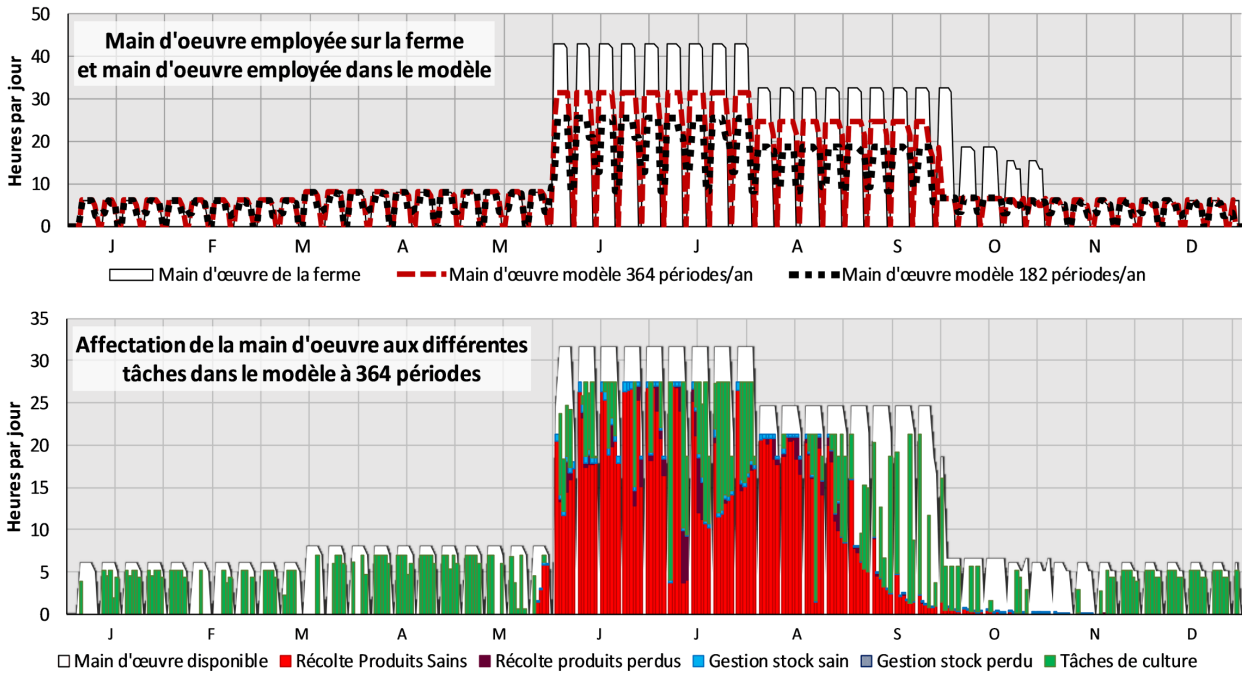 50
40
30
20
10
0
Heures par jour
Main d'oeuvre employée sur la ferme
et main d'oeuvre employée dans le modèle
J F M A M J J A S O N D
Main d'œuvre de la ferme Main d'œuvre modèle 364 périodes/an Main d'œuvre modèle 182 périodes/an
35
30
25
20
15
10
5
0
Heures par jour
Affectation de la main d'oeuvre aux différentes
tâches dans le modèle à 364 périodes
J F M A M J J A S O N D
Main d'œuvre disponible Récolte Produits Sains Récolte produits perdus Gestion stock sain Gestion stock perdu Tâches de culture